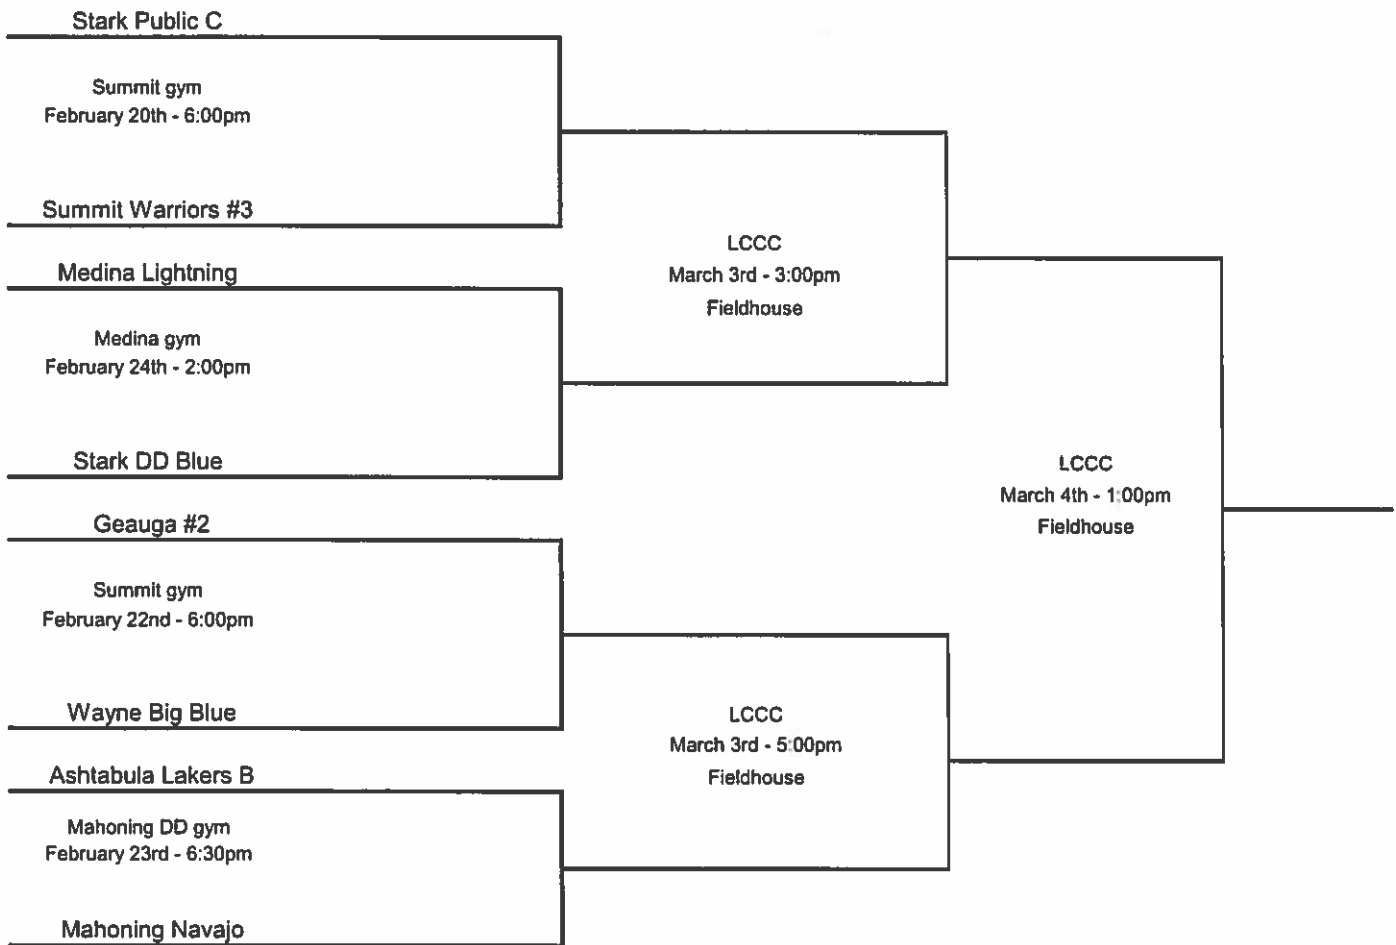 Stark Public C
Summit gym
February 20th - 6:00pm
Summit Warriors #3
LCCC
March 3rd - 3:00pm
Fieldhouse
Medina Lightning
Medina gym
February 24th - 2:00pm
Stark DD Blue
LCCC
March 4th - 1:00pm
Fieldhouse
Geauga #2
Summit gym
February 22nd - 6:00pm
Wayne Big Blue
LCCC
March 3rd - 5:00pm
Fieldhouse
Ashtabula Lakers B
Mahoning DD gym
February 23rd - 6:30pm
Mahoning Navajo